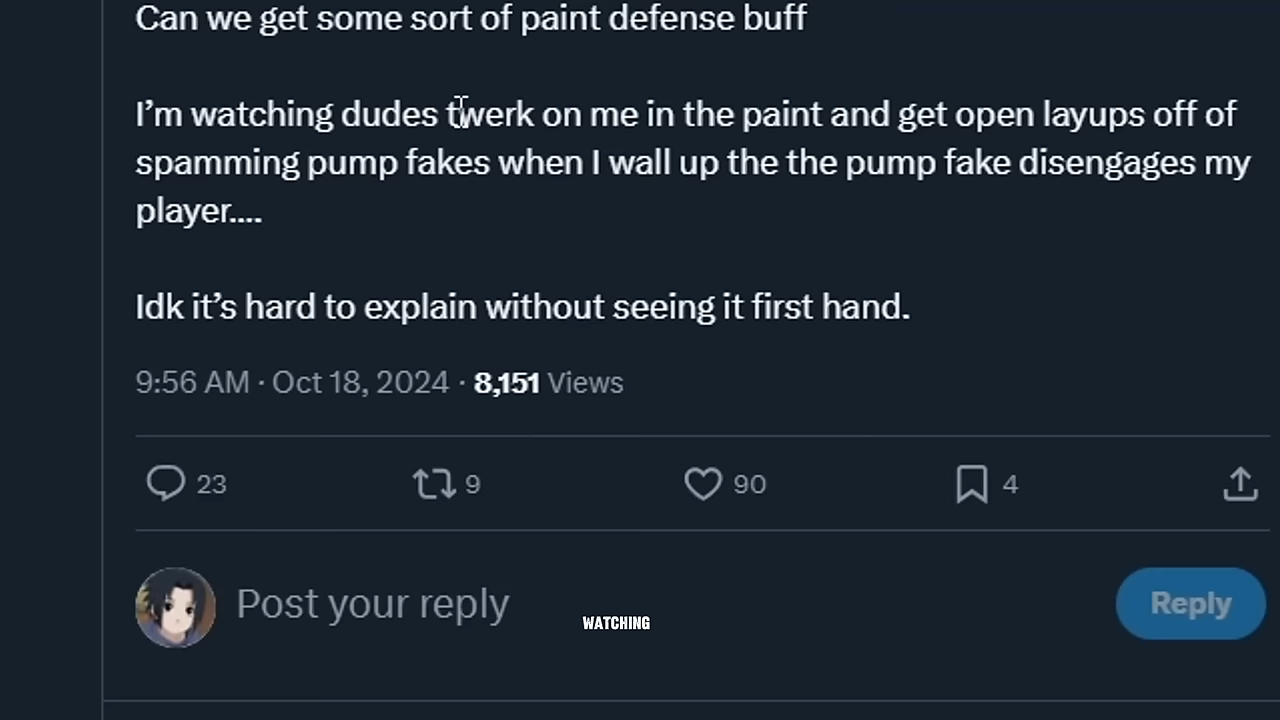 Can we get some sort of paint defense buff
I’m watching dudes twerk on me in the paint and get open layups off of
spamming pump fakes when I wall up the the pump fake disengages my
player....
Idk it’s hard to explain without seeing it first hand.
9:56 AM · Oct 18, 2024 · 8,151 Views
23 9 90 4
Post your reply Reply
WATCHING